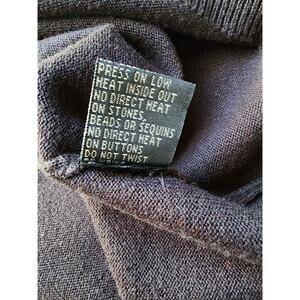 PRESS ON LOW
HEAT INSIDE OUT
NO DIRECT HEAT
ON STONES,
BEADS OR SEQUINS
NO DIRECT HEAT
ON BUTTONS
DO NOT TWIST